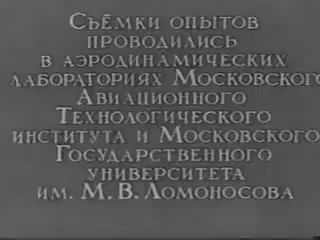 Съёмки опытов
проводились
в аэродинамических
лабораториях Московского
Авиационного
Технологического
института и Московского
Государственного
университета
им. М. В. Ломоносова